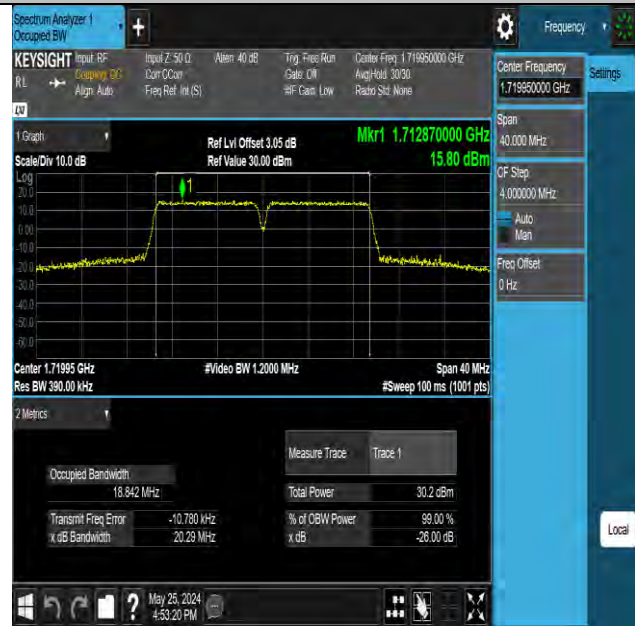 Spectrum Analyzer 1
Occupied BW
Frequency
KEYSIGHT
Input: RF
Coupling: DC
Align: Auto
RL
Input Z: 50 Ω
Corr CCorr
Freq Ref: Int (S)
Atten: 40 dB
Trig: Free Run
Gate: Off
#IF Gain: Low
Center Freq: 1.719950000 GHz
Avg|Hold: 30/30
Radio Std: None
LXI
Center Frequency
1.719950000 GHz
Settings
Span
40.000 MHz
CF Step
4.000000 MHz
Auto
Man
Freq Offset
0 Hz
Local
1 Graph
Scale/Div 10.0 dB
Ref Lvl Offset 3.05 dB
Ref Value 30.00 dBm
Mkr1 1.712870000 GHz
15.80 dBm
Log
20.0
10.0
0.00
-10.0
-20.0
-30.0
-40.0
-50.0
-60.0
1
Center 1.71995 GHz
Res BW 390.00 kHz
#Video BW 1.2000 MHz
Span 40 MHz
#Sweep 100 ms (1001 pts)
2 Metrics
Measure Trace Trace 1
Occupied Bandwidth
18.842 MHz
Total Power 30.2 dBm
Transmit Freq Error -10.780 kHz
% of OBW Power 99.00 %
x dB Bandwidth 20.29 MHz
x dB -26.00 dB
May 25, 2024
4:53:20 PM